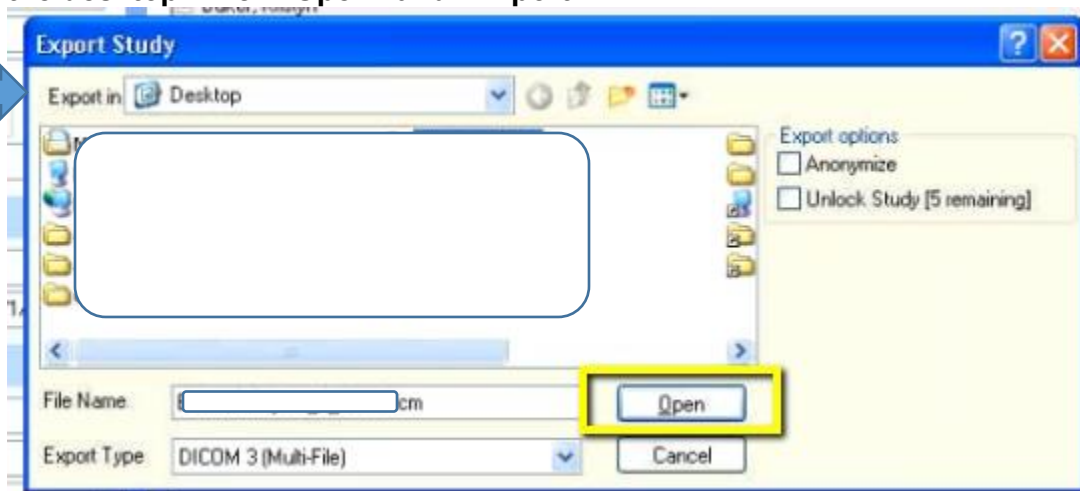 Export Study
Export in Desktop
Export options
Anonymize
Unlock Study [5 remaining]
File Name cm
Open
Export Type DICOM 3 (Multi-File)
Cancel